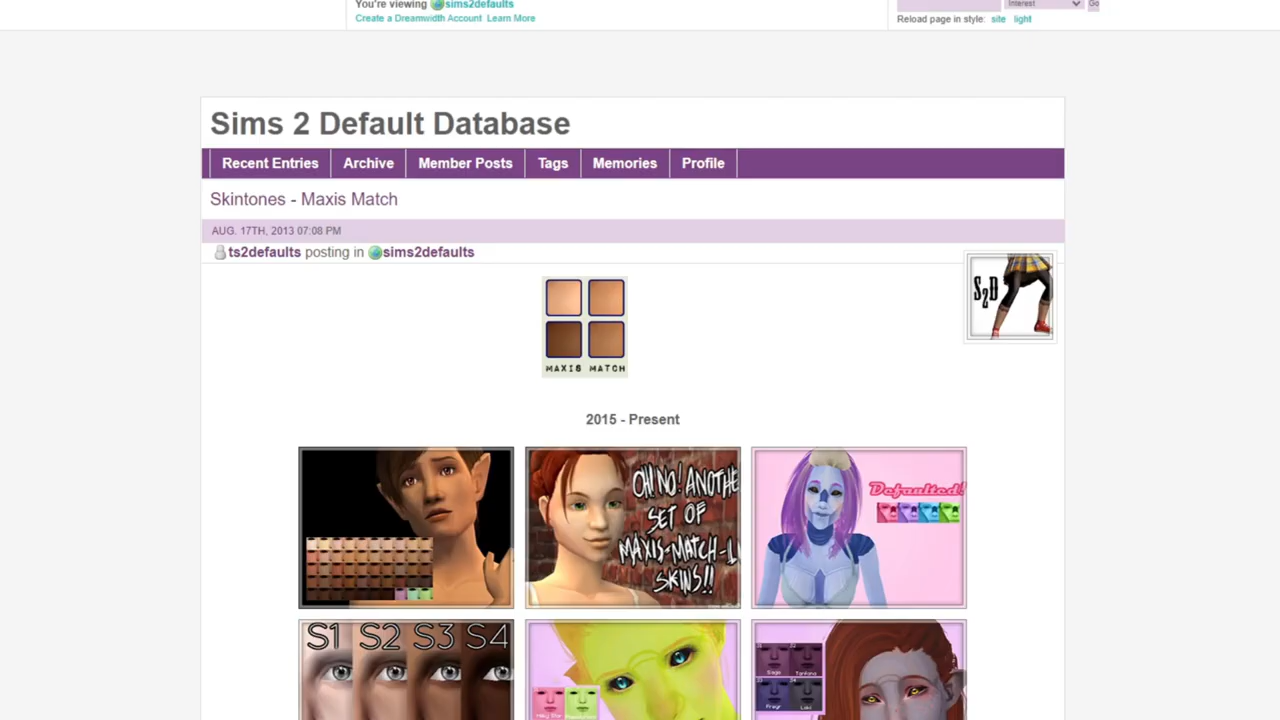 You're viewing sims2defaults
Create a Dreamwidth Account Learn More
Interest
Go
Reload page in style: site light
Sims 2 Default Database
Recent Entries Archive Member Posts Tags Memories Profile
Skintones - Maxis Match
AUG. 17TH, 2013 07:08 PM
ts2defaults posting in sims2defaults
S2D
MAXIS MATCH
2015 - Present
OH NO! ANOTHE
SET OF
MAXIS-MATCH-L
SKINS!!
Defaulted!
S1 S2 S3 S4